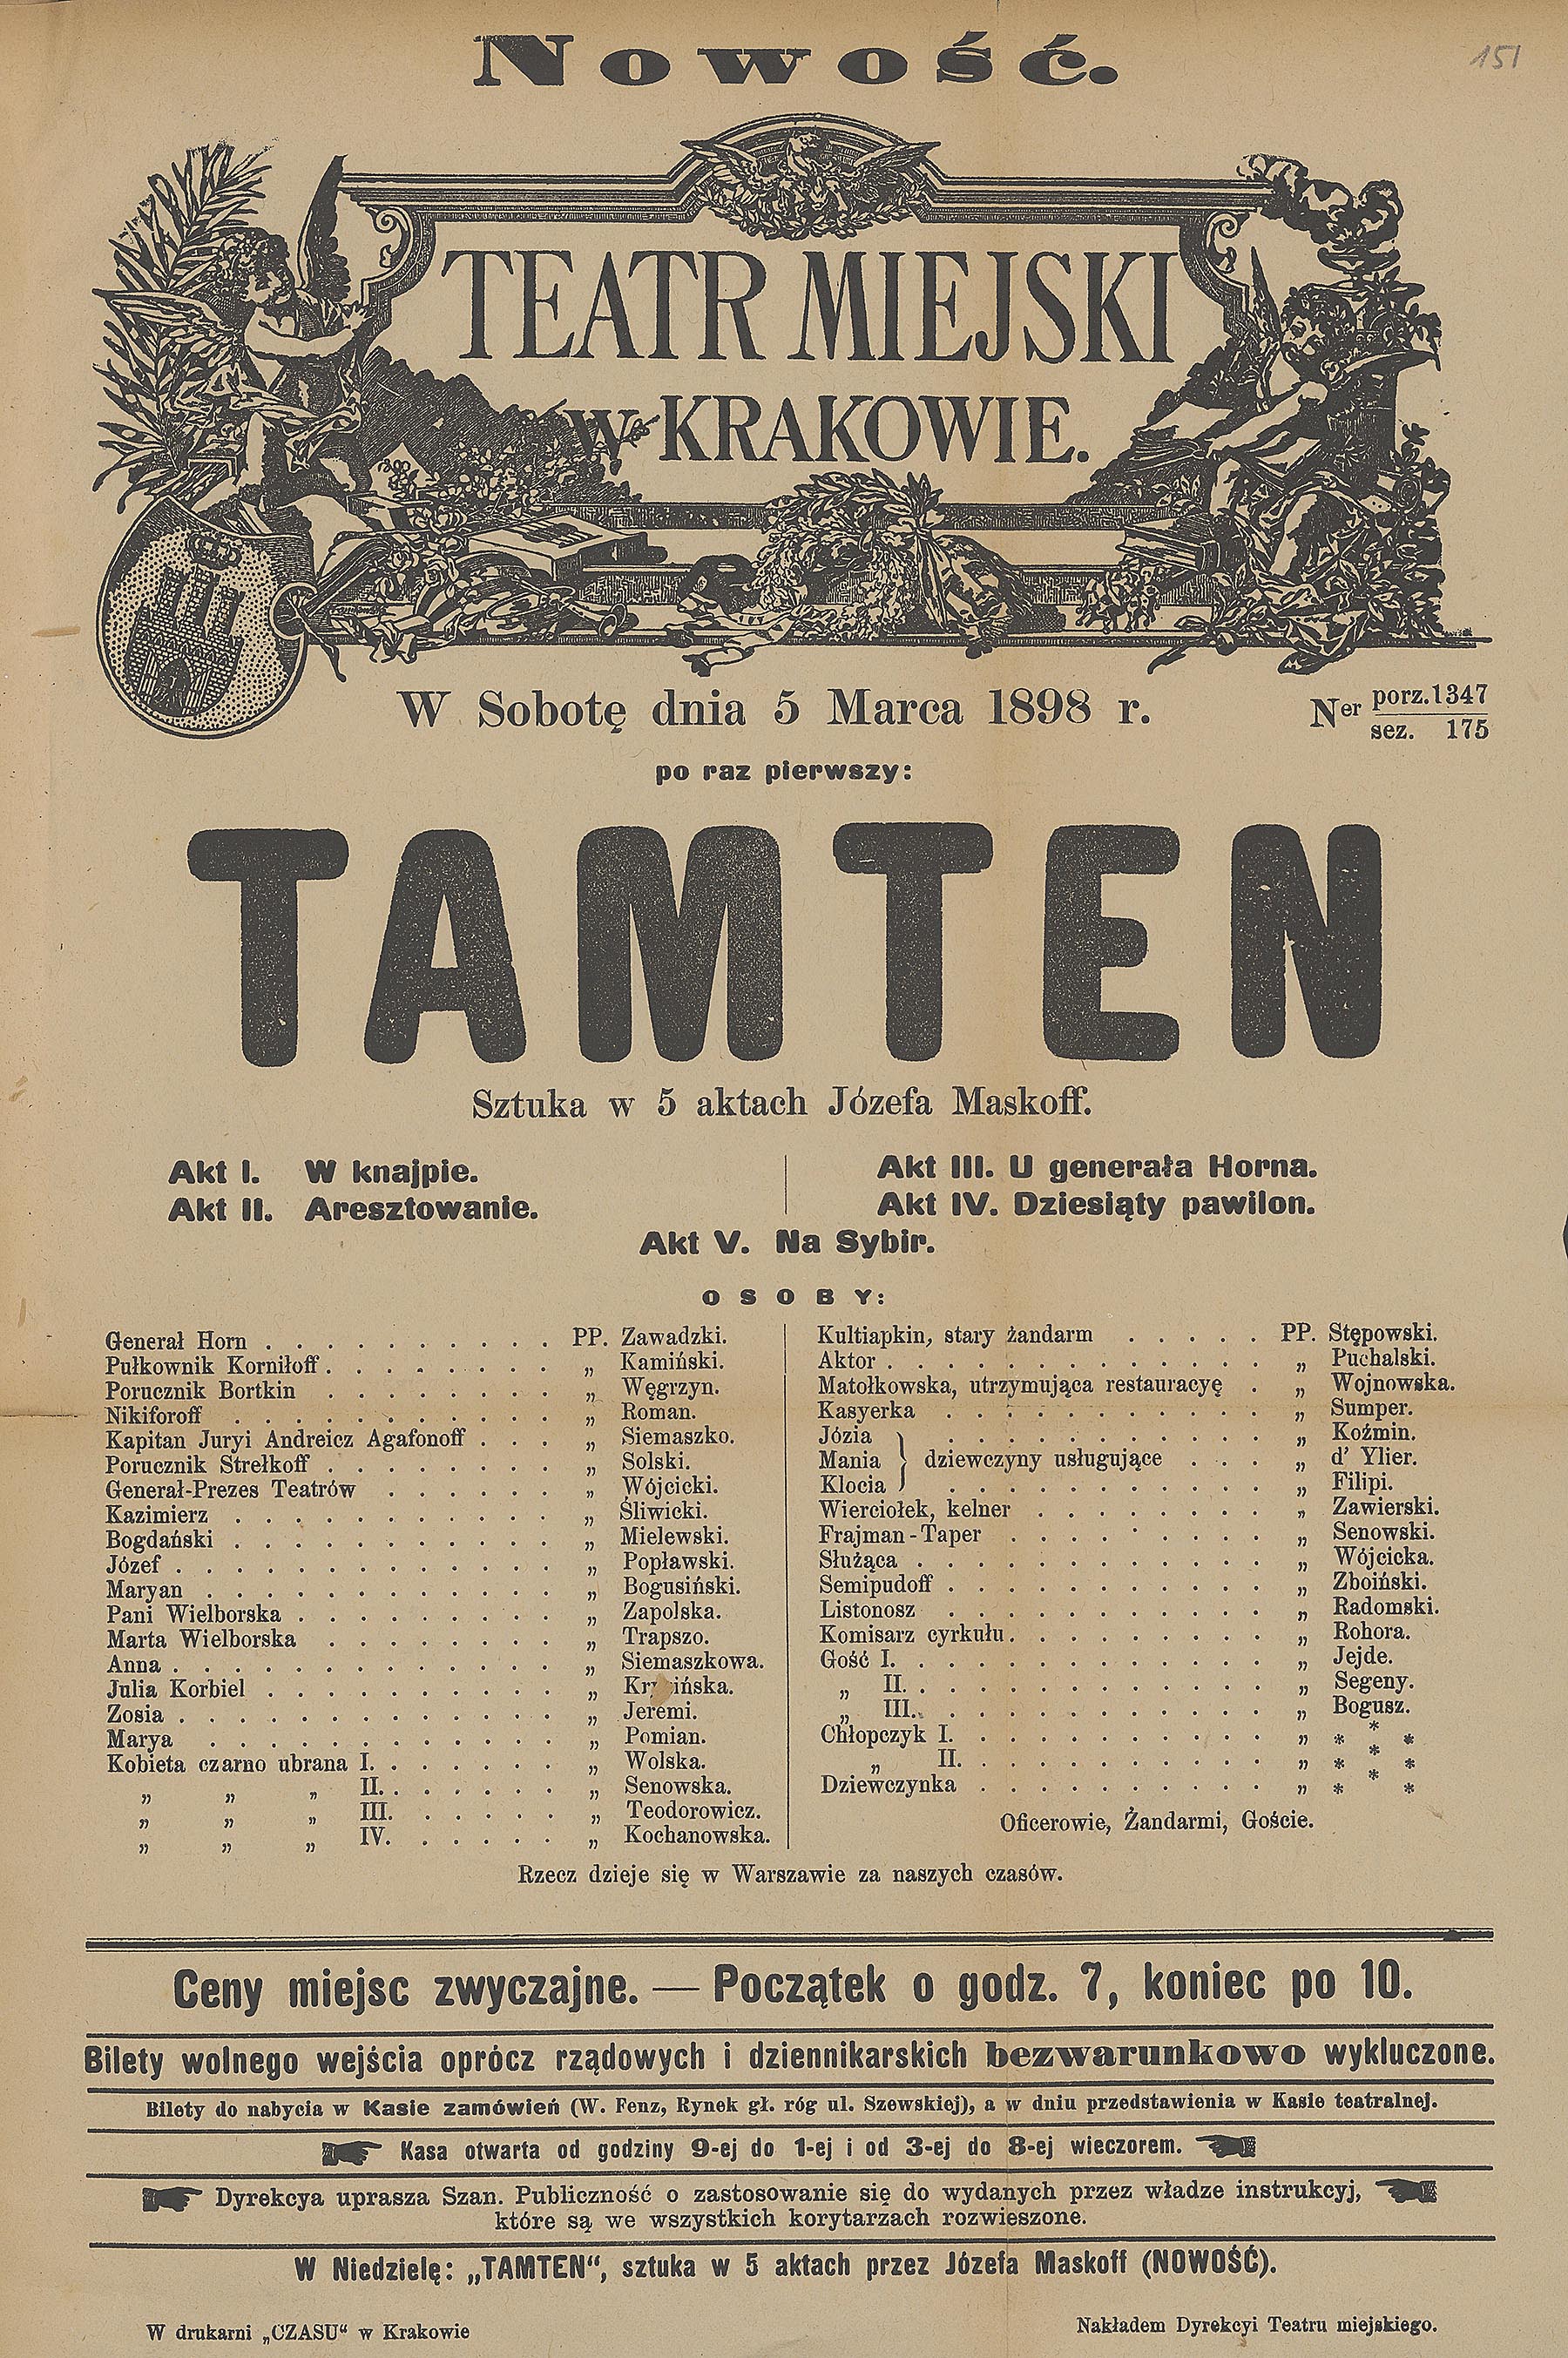 Nowość.
151
TEATR MIEJSKI
w KRAKOWIE.
W Sobotę dnia 5 Marca 1898 r.
Ner porz. 1347
sez. 175
po raz pierwszy:
TAMTEN
Sztuka w 5 aktach Józefa Maskoff.
Akt I. W knajpie.
Akt II. Aresztowanie.
Akt III. U generała Horna.
Akt IV. Dziesiąty pawilon.
Akt V. Na Sybir.
OSOBY:
Generał Horn . . . . . . . . . . PP. Zawadzki.
Pułkownik Korniłoff . . . . . . . . „ Kamiński.
Porucznik Bortkin . . . . . . . . „ Węgrzyn.
Nikiforoff . . . . . . . . . . . „ Roman.
Kapitan Juryi Andreicz Agafonoff . . . „ Siemaszko.
Porucznik Strełkoff . . . . . . . . „ Solski.
Generał-Prezes Teatrów . . . . . . „ Wójcicki.
Kazimierz . . . . . . . . . . . „ Śliwicki.
Bogdański . . . . . . . . . . . „ Mielewski.
Józef . . . . . . . . . . . . . „ Popławski.
Maryan . . . . . . . . . . . . „ Bogusiński.
Pani Wielborska . . . . . . . . . „ Zapolska.
Marta Wielborska . . . . . . . . „ Trapszo.
Anna . . . . . . . . . . . . . „ Siemaszkowa.
Julia Korbiel . . . . . . . . . . „
Zosia . . . . . . . . . . . . . „ Jeremi.
Marya . . . . . . . . . . . . „ Pomian.
Kobieta czarno ubrana I. . . . . . . „ Wolska.
„ „ „ II. . . . . . . „ Senowska.
„ „ „ III. . . . . . „ Teodorowicz.
„ „ „ IV. . . . . . „ Kochanowska.
Kultiapkin, stary żandarm . . . . . PP. Stępowski.
Aktor . . . . . . . . . . . . . „ Puchalski.
Matołkowska, utrzymująca restauracyę . „ Wojnowska.
Kasyerka . . . . . . . . . . . „ Sumper.
Józia } . . . . . . . . . . . „ Koźmin.
Mania } dziewczyny usługujące . . . „ d' Ylier.
Klocia } . . . . . . . . . . . „ Filipi.
Wierciołek, kelner . . . . . . . . „ Zawierski.
Frajman-Taper . . . . . . . . . „ Senowski.
Służąca . . . . . . . . . . . . „ Wójcicka.
Semipudoff . . . . . . . . . . . „ Zboiński.
Listonosz . . . . . . . . . . . „ Radomski.
Komisarz cyrkułu . . . . . . . . . „ Rohora.
Gość I. . . . . . . . . . . . . „ Jejde.
„ II. . . . . . . . . . . . . „ Segeny.
„ III. . . . . . . . . . . . „ Bogusz.
Chłopczyk I. . . . . . . . . . . „ * * *
„ II. . . . . . . . . . . „ * * *
Dziewczynka . . . . . . . . . . „ * * *
Oficerowie, Żandarmi, Goście.
Rzecz dzieje się w Warszawie za naszych czasów.
Ceny miejsc zwyczajne. — Początek o godz. 7, koniec po 10.
Bilety wolnego wejścia oprócz rządowych i dziennikarskich bezwarunkowo wykluczone.
Bilety do nabycia w Kasie zamówień (W. Fenz, Rynek gł. róg ul. Szewskiej), a w dniu przedstawienia w Kasie teatralnej.
Kasa otwarta od godziny 9-ej do 1-ej i od 3-ej do 8-ej wieczorem.
Dyrekcya uprasza Szan. Publiczność o zastosowanie się do wydanych przez władze instrukcyj,
które są we wszystkich korytarzach rozwieszone.
W Niedzielę: „TAMTEN“, sztuka w 5 aktach przez Józefa Maskoff (NOWOŚĆ).
W drukarni „CZASU“ w Krakowie
Nakładem Dyrekcyi Teatru miejskiego.